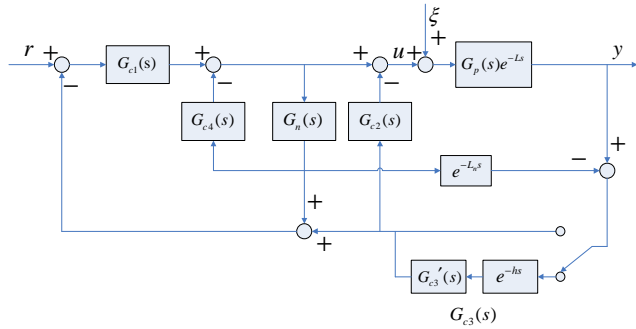 ξ
r + G_{c1}(s) + + u + + G_p(s)e^{-Ls} y
− − −
G_{c4}(s) G_n(s) G_{c2}(s)
− +
e^{-L_n s}
+
+
G_{c3}'(s) e^{-hs}
G_{c3}(s)